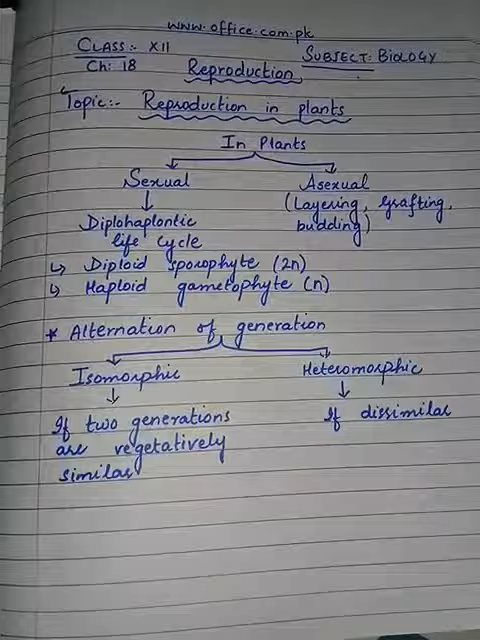 www.office.com.pk
CLASS:- XII SUBJECT: BIOLOGY
Ch: 18 Reproduction
Topic:- Reproduction in plants
In Plants
Sexual Asexual
(Layering, Grafting,
budding)
Diplohaplontic
life cycle
↳ Diploid sporophyte (2n)
↳ Haploid gametophyte (n)
* Alternation of generation
Isomorphic Heteromorphic
If two generations
are vegetatively
similar
If dissimilar